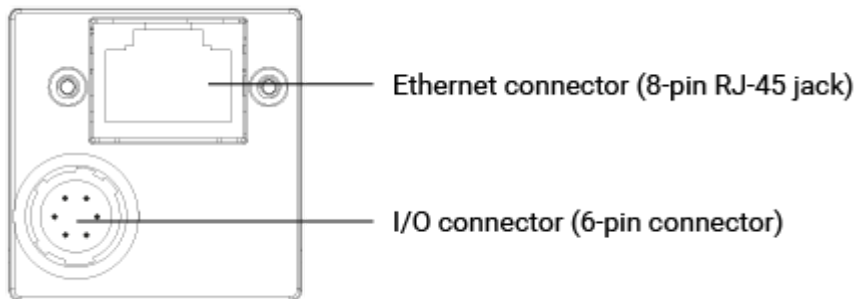 Ethernet connector (8-pin RJ-45 jack)
I/O connector (6-pin connector)